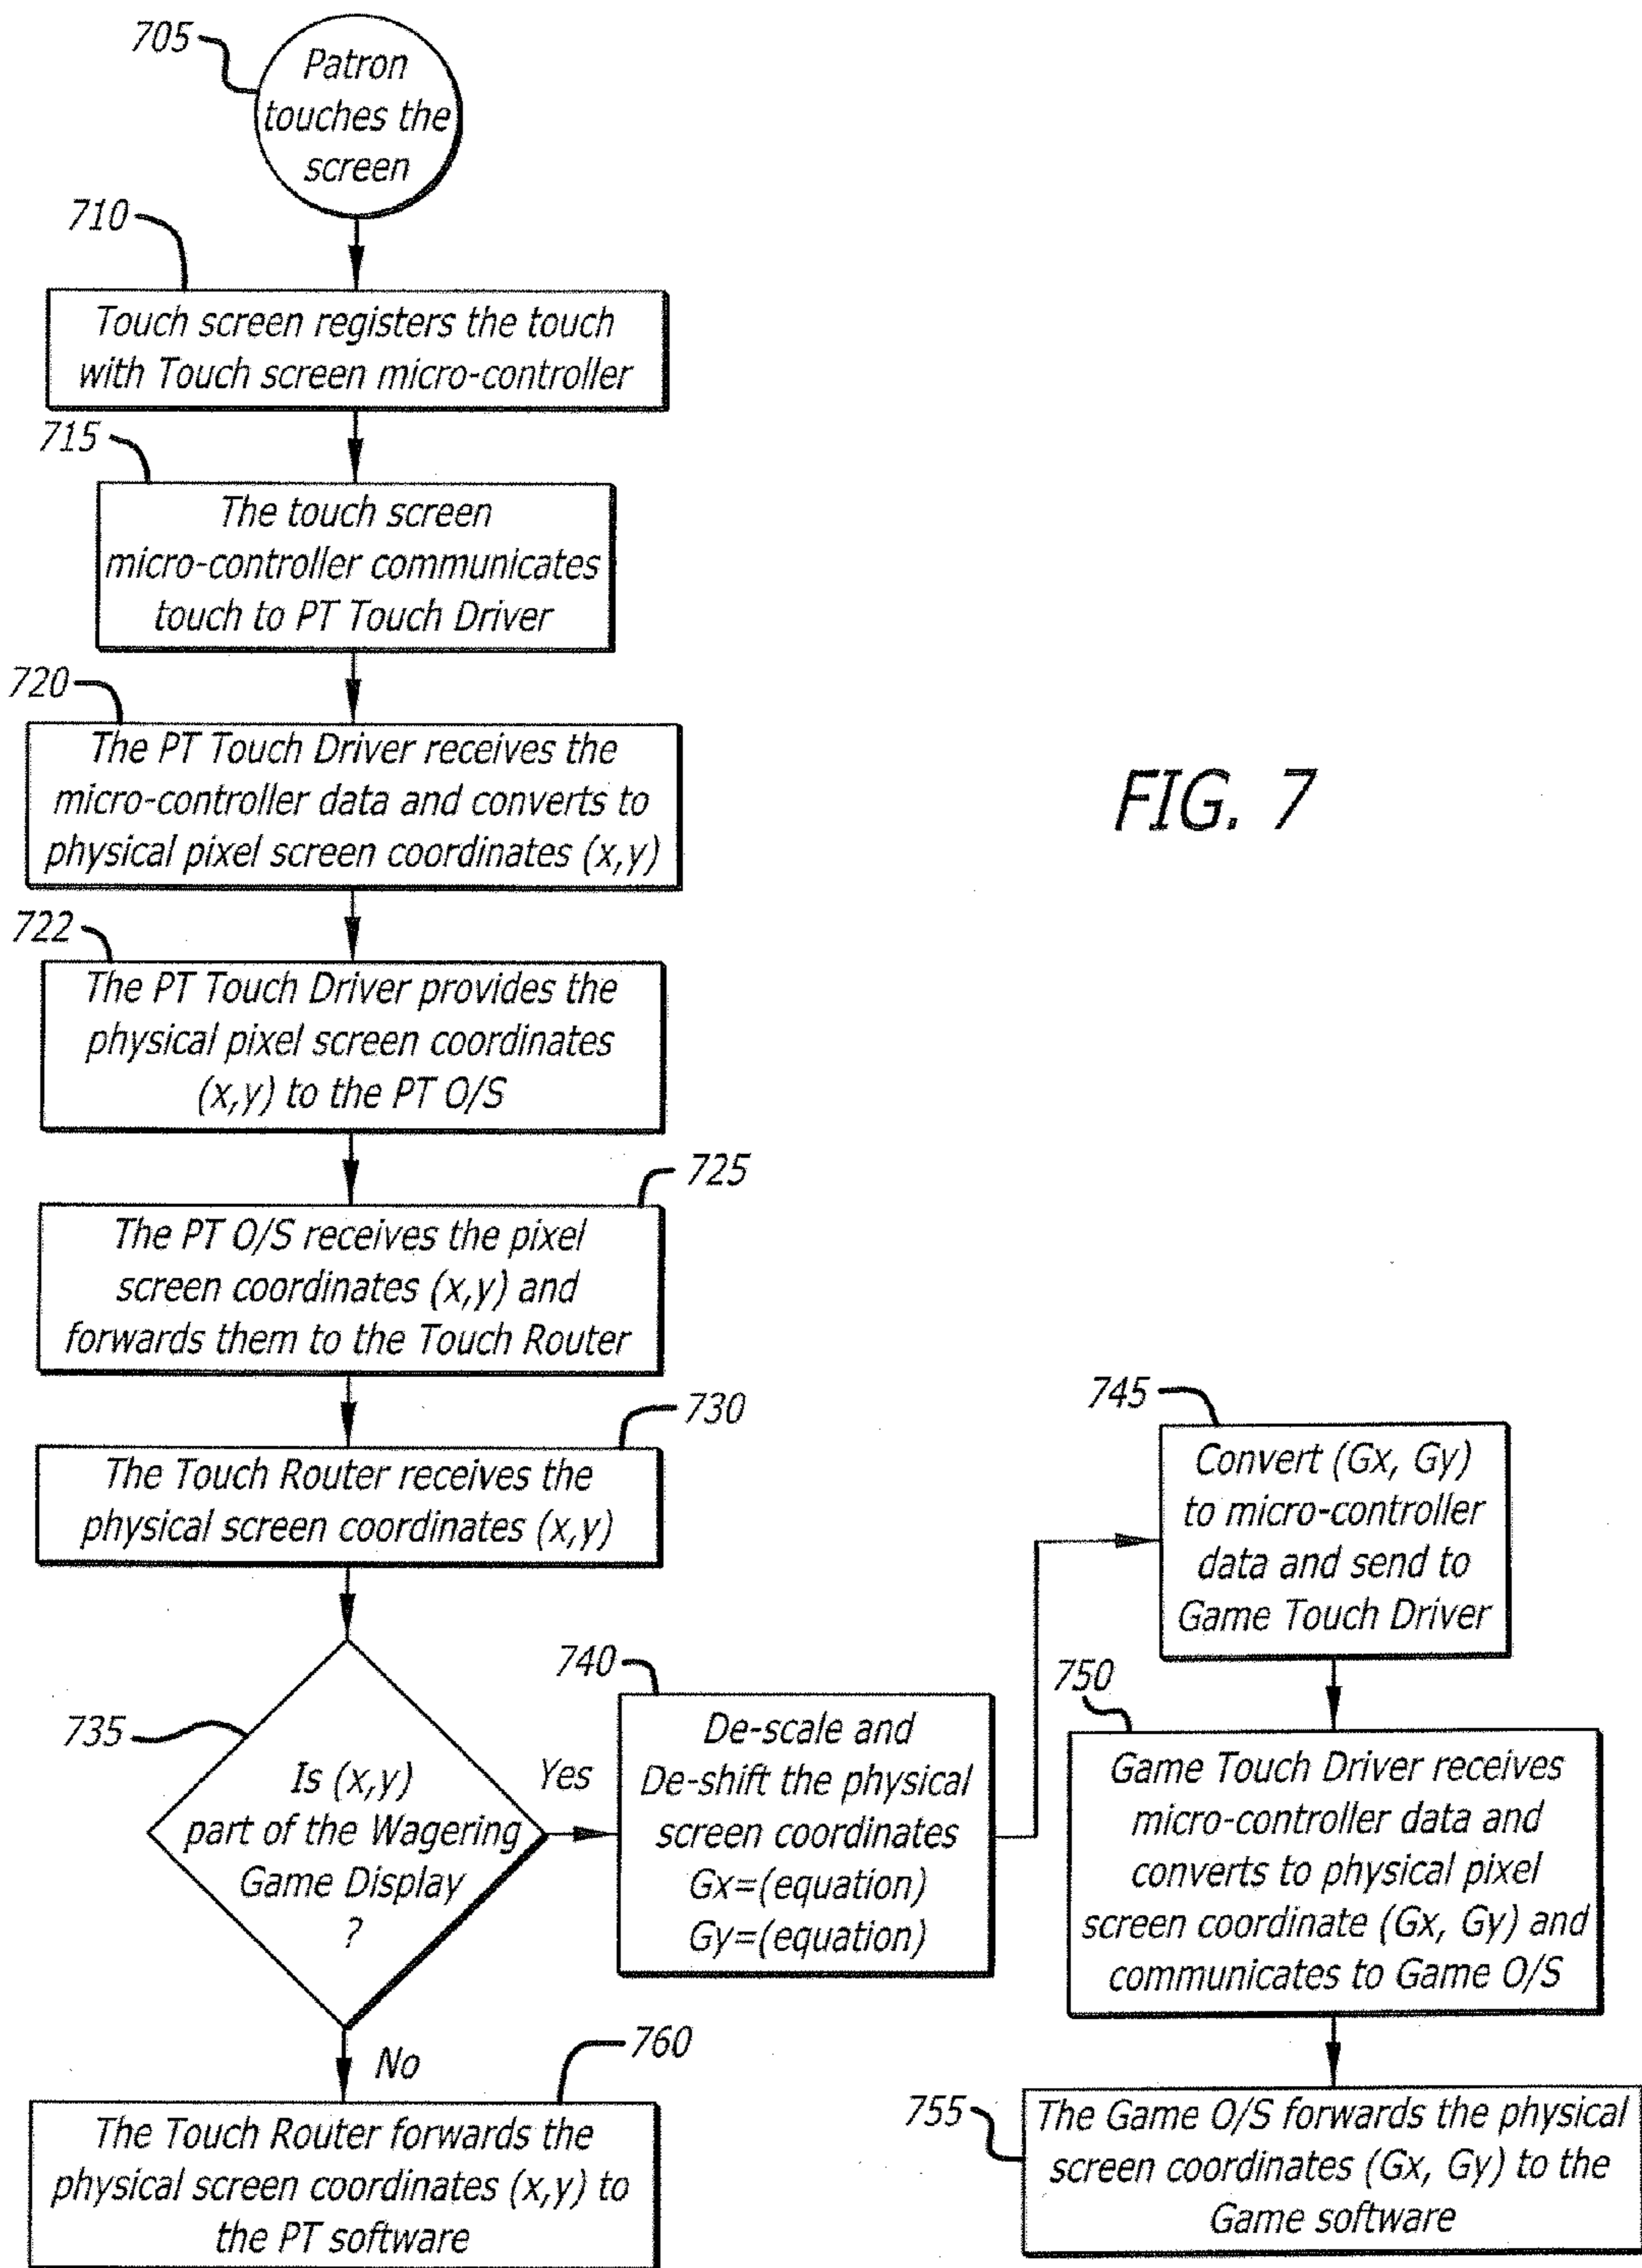 705
Patron
touches the
screen
710
Touch screen registers the touch
with Touch screen micro-controller
715
The touch screen
micro-controller communicates
touch to PT Touch Driver
720
The PT Touch Driver receives the
micro-controller data and converts to
physical pixel screen coordinates (x,y)
FIG. 7
722
The PT Touch Driver provides the
physical pixel screen coordinates
(x,y) to the PT O/S
725
The PT O/S receives the pixel
screen coordinates (x,y) and
forwards them to the Touch Router
730
The Touch Router receives the
physical screen coordinates (x,y)
735
Is (x,y)
part of the Wagering
Game Display
?
Yes
740
De-scale and
De-shift the physical
screen coordinates
Gx=(equation)
Gy=(equation)
745
Convert (Gx, Gy)
to micro-controller
data and send to
Game Touch Driver
750
Game Touch Driver receives
micro-controller data and
converts to physical pixel
screen coordinate (Gx, Gy) and
communicates to Game O/S
755
The Game O/S forwards the physical
screen coordinates (Gx, Gy) to the
Game software
No
760
The Touch Router forwards the
physical screen coordinates (x,y) to
the PT software